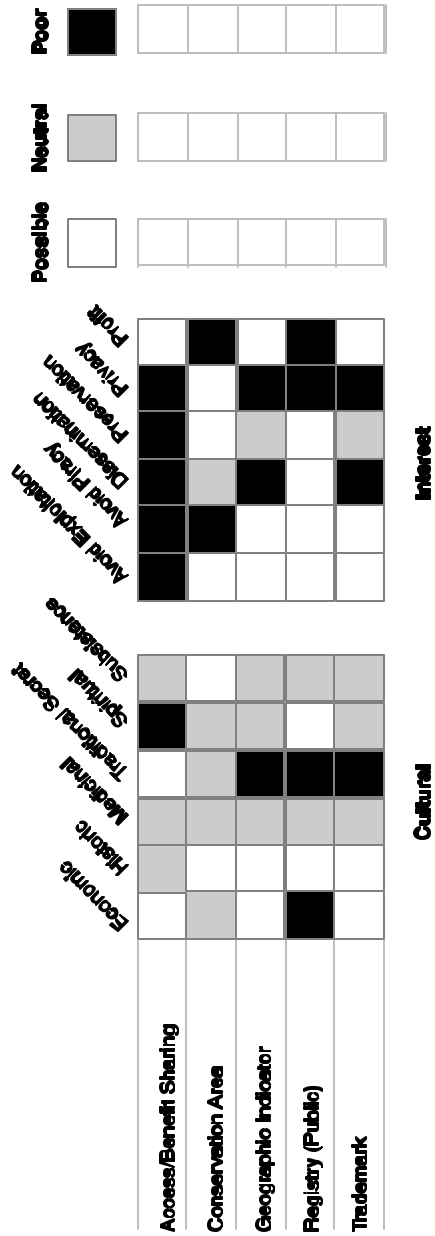 Economic
Historic
Medicinal
Traditional Secret
Spiritual
Subsistance
Avoid Exploitation
Avoid Piracy
Dissemination
Preservation
Privacy
Profit
Possible
Neutral
Poor
Access/Benefit Sharing
Conservation Area
Geographic Indicator
Registry (Public)
Trademark
Cultural
Interest